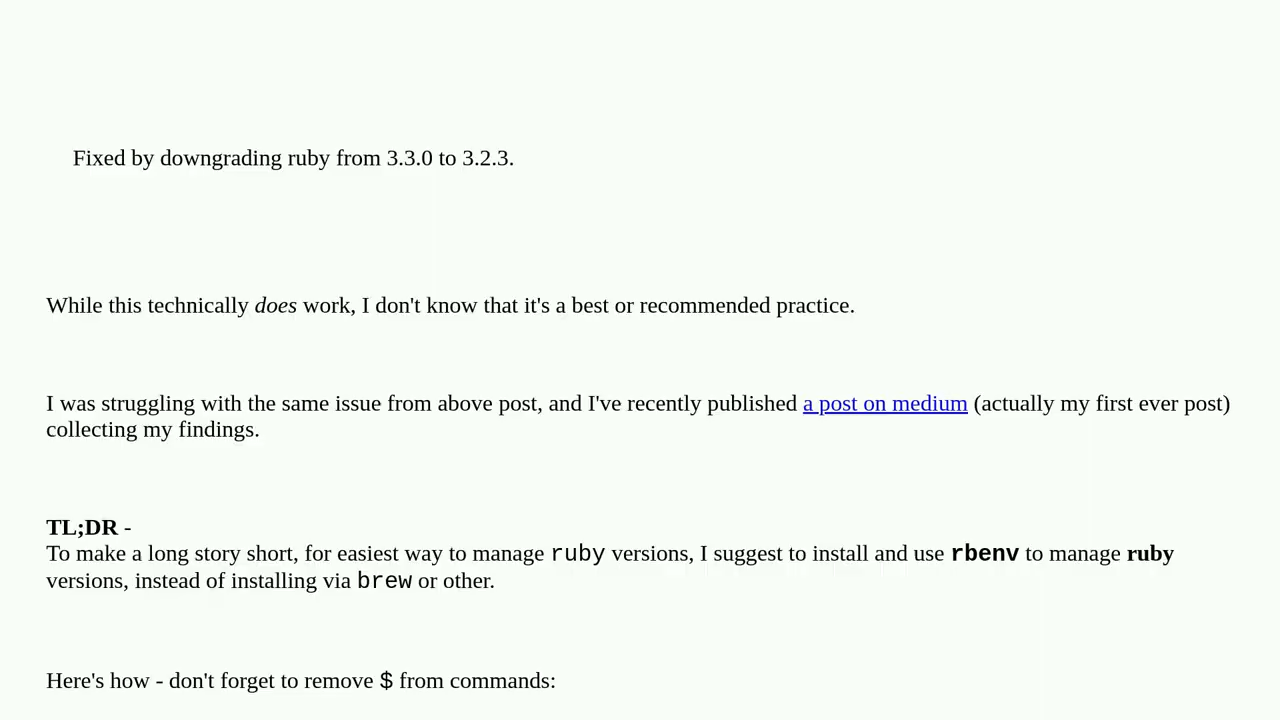 Fixed by downgrading ruby from 3.3.0 to 3.2.3.
While this technically does work, I don't know that it's a best or recommended practice.
I was struggling with the same issue from above post, and I've recently published a post on medium (actually my first ever post)
collecting my findings.
TL;DR -
To make a long story short, for easiest way to manage ruby versions, I suggest to install and use rbenv to manage ruby
versions, instead of installing via brew or other.
Here's how - don't forget to remove $ from commands: